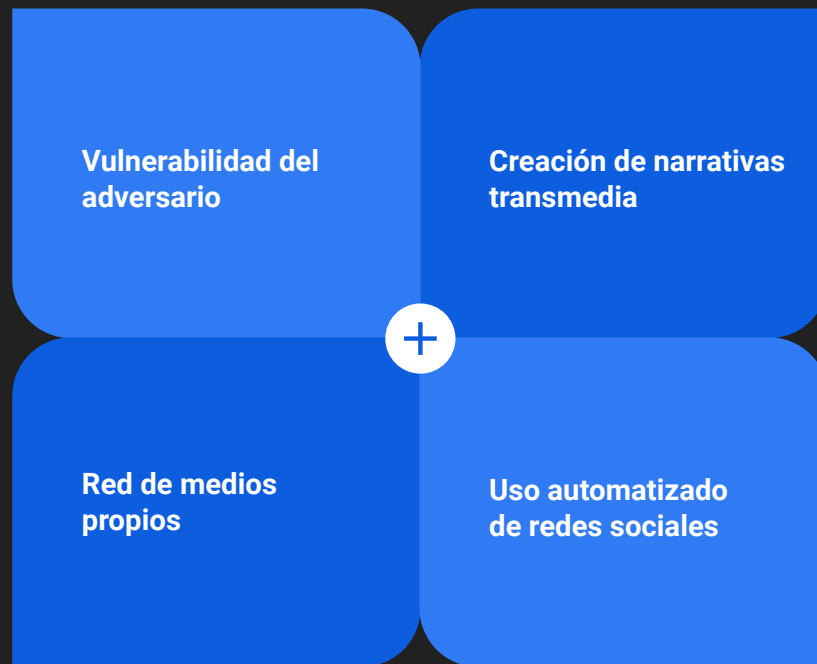 Vulnerabilidad del
adversario
Creación de narrativas
transmedia
Red de medios
propios
Uso automatizado
de redes sociales